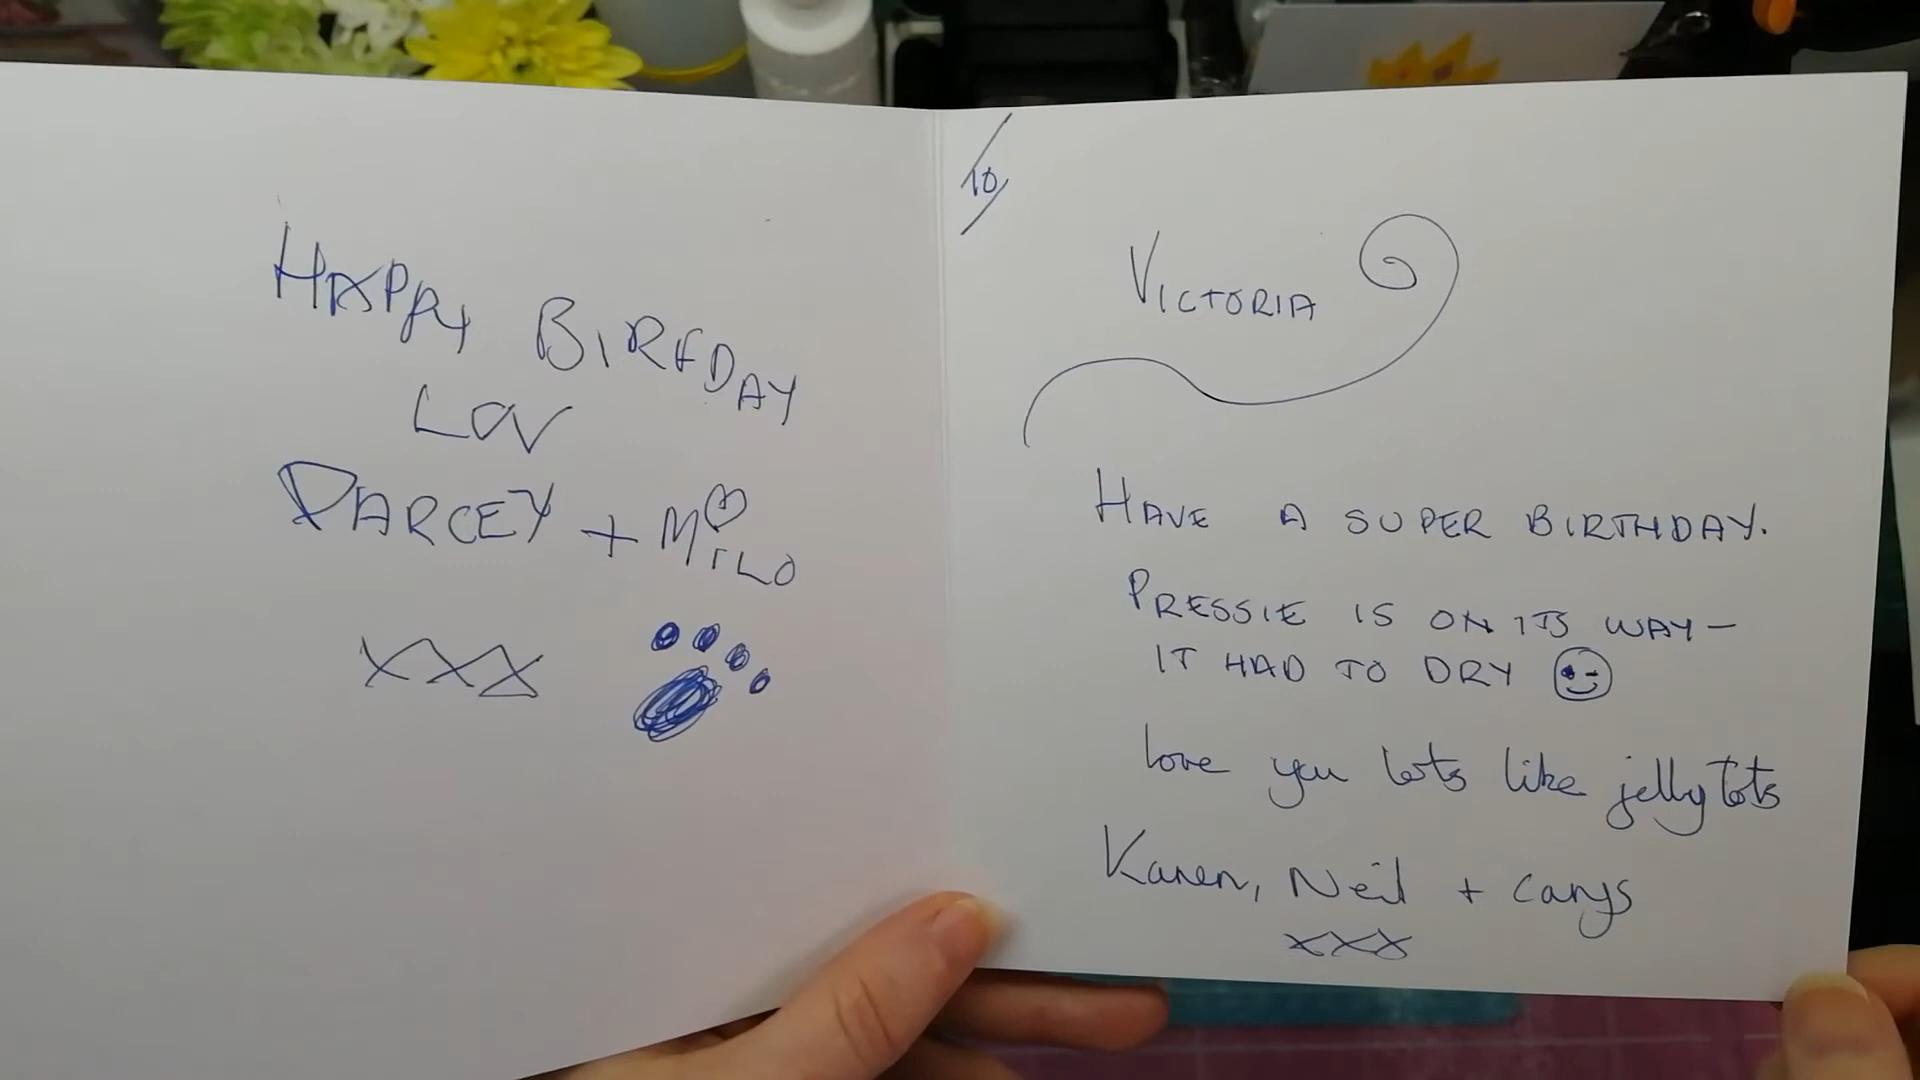 HAPPY BIRFDAY
LOV
DARCEY + MILO
xxx
10
VICTORIA
HAVE A SUPER BIRTHDAY.
PRESSIE IS ON ITS WAY –
IT HAD TO DRY
love you lots like jelly tots
Karen, Neil + Carys
xxx